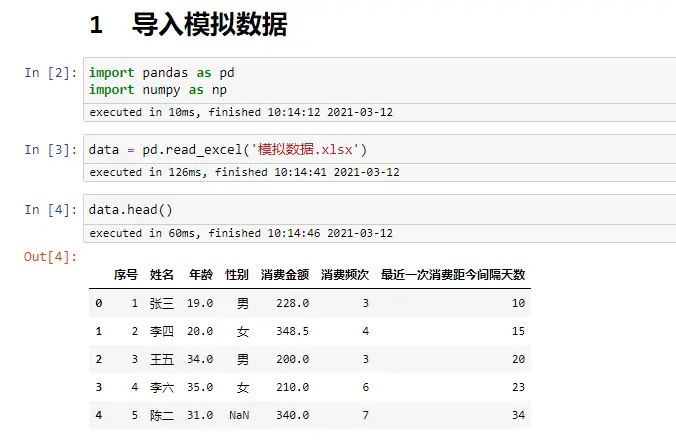 1 导入模拟数据
In [2]: import pandas as pd
import numpy as np
executed in 10ms, finished 10:14:12 2021-03-12
In [3]: data = pd.read_excel('模拟数据.xlsx')
executed in 126ms, finished 10:14:41 2021-03-12
In [4]: data.head()
executed in 60ms, finished 10:14:46 2021-03-12
Out[4]:
序号 姓名 年龄 性别 消费金额 消费频次 最近一次消费距今间隔天数
0 1 张三 19.0 男 228.0 3 10
1 2 李四 20.0 女 348.5 4 15
2 3 王五 34.0 男 200.0 3 20
3 4 李六 35.0 女 210.0 6 23
4 5 陈二 31.0 NaN 340.0 7 34